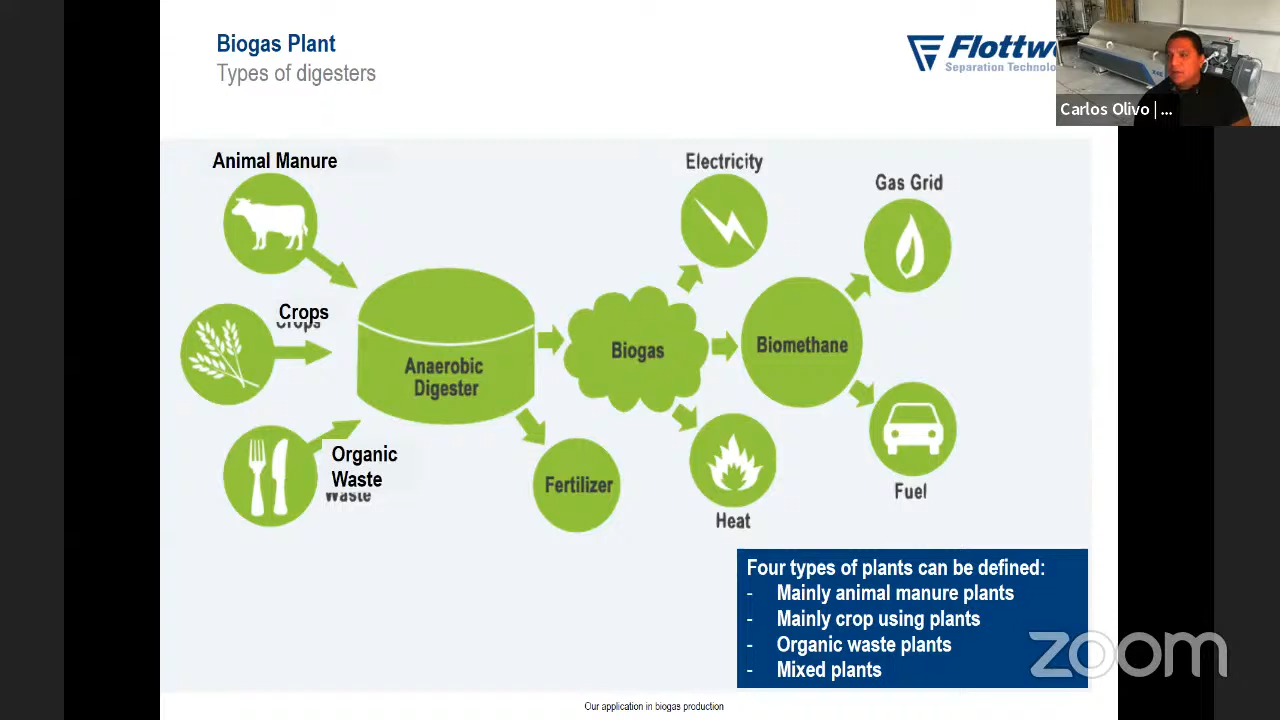 Biogas Plant
Types of digesters
Separation
Carlos Olivo | ...
Animal Manure
Electricity
Gas Grid
Crops
Crops
Anaerobic
Digester
Biogas
Biomethane
Organic
Waste
Waste
Fertilizer
Fuel
Heat
Four types of plants can be defined:
- Mainly animal manure plants
- Mainly crop using plants
- Organic waste plants
- Mixed plants
zoom
Our application in biogas production